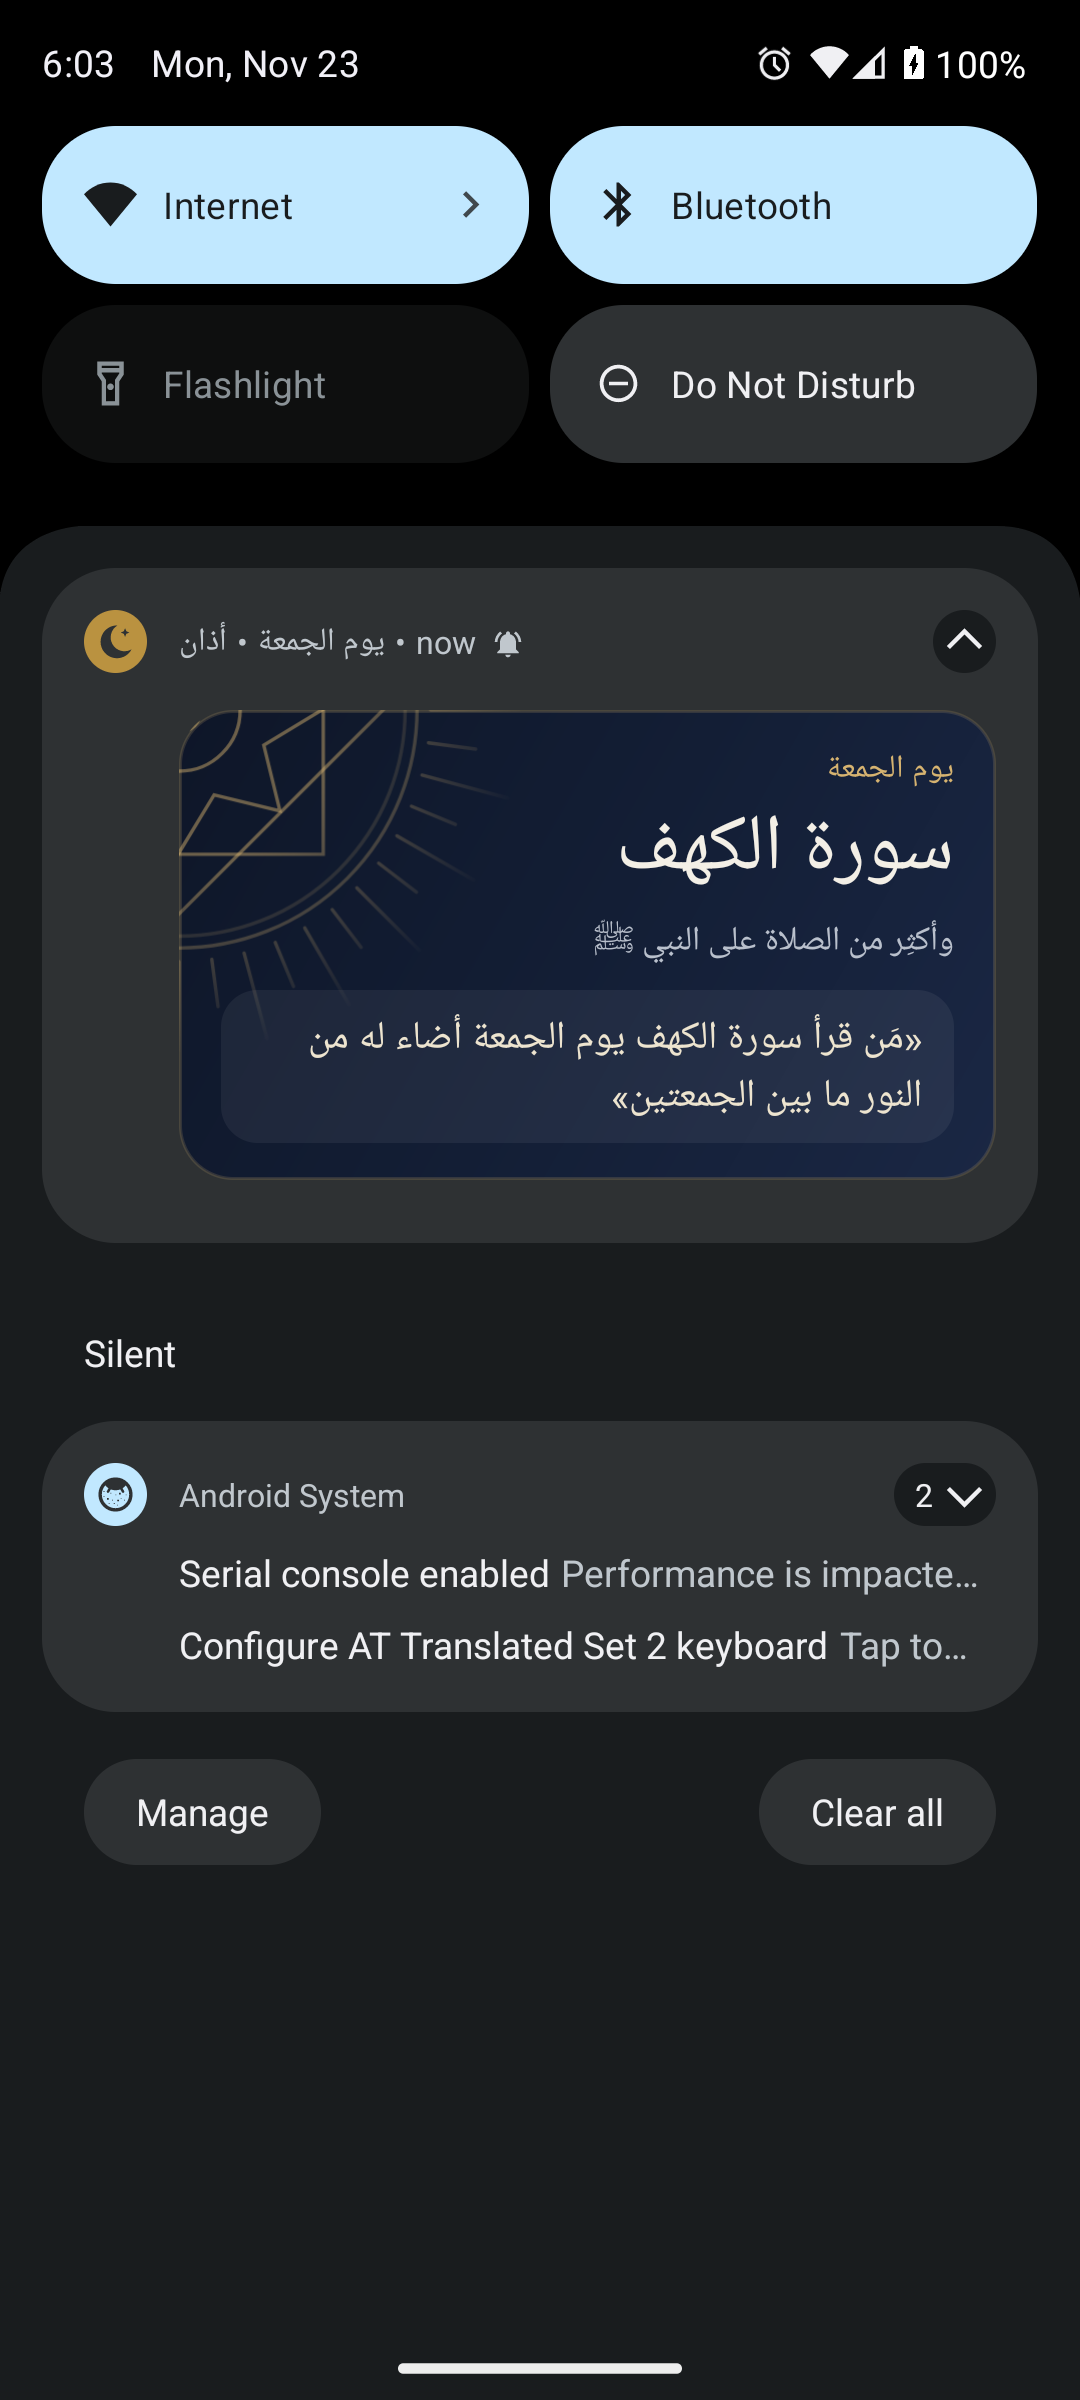 6:03 Mon, Nov 23 100%
Internet
Bluetooth
Flashlight
Do Not Disturb
أذان • يوم الجمعة • now
يوم الجمعة
سورة الكهف
وأكثِر من الصلاة على النبي ﷺ
«مَن قرأ سورة الكهف يوم الجمعة أضاء له من
النور ما بين الجمعتين»
Silent
Android System
2
Serial console enabled Performance is impacte…
Configure AT Translated Set 2 keyboard Tap to…
Manage
Clear all